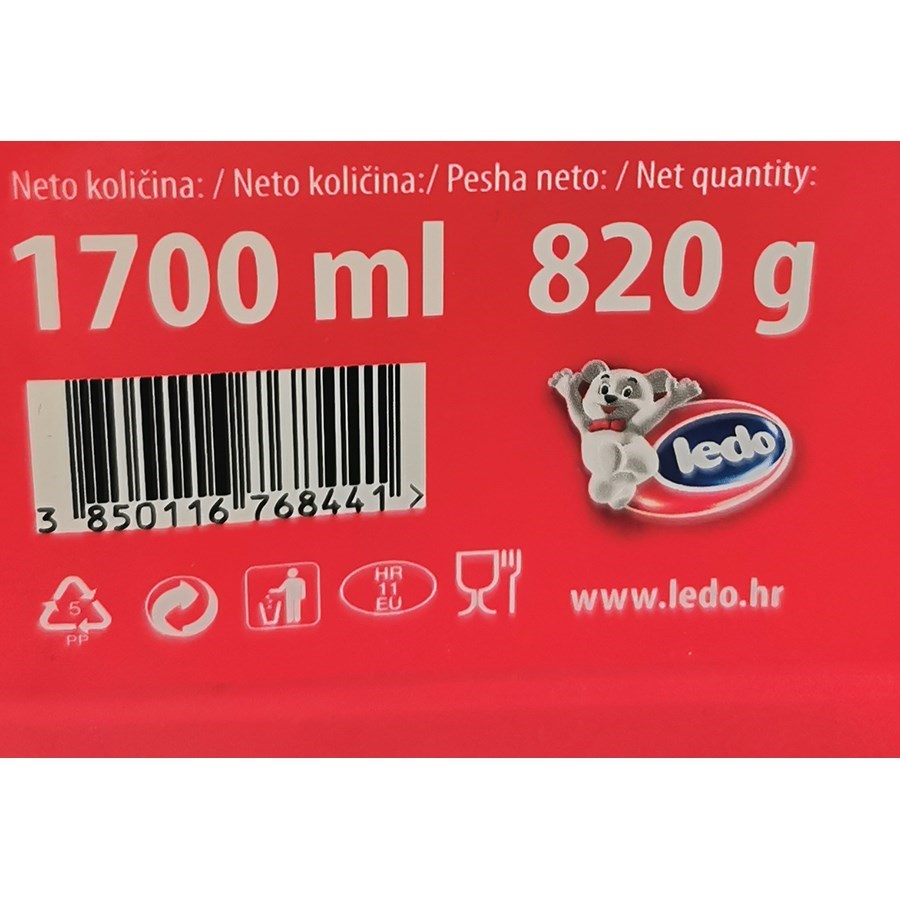 Neto količina: / Neto količina:/ Pesha neto: / Net quantity:
1700 ml 820 g
ledo
3 850116 768441 >
5
PP
HR
11
EU
www.ledo.hr